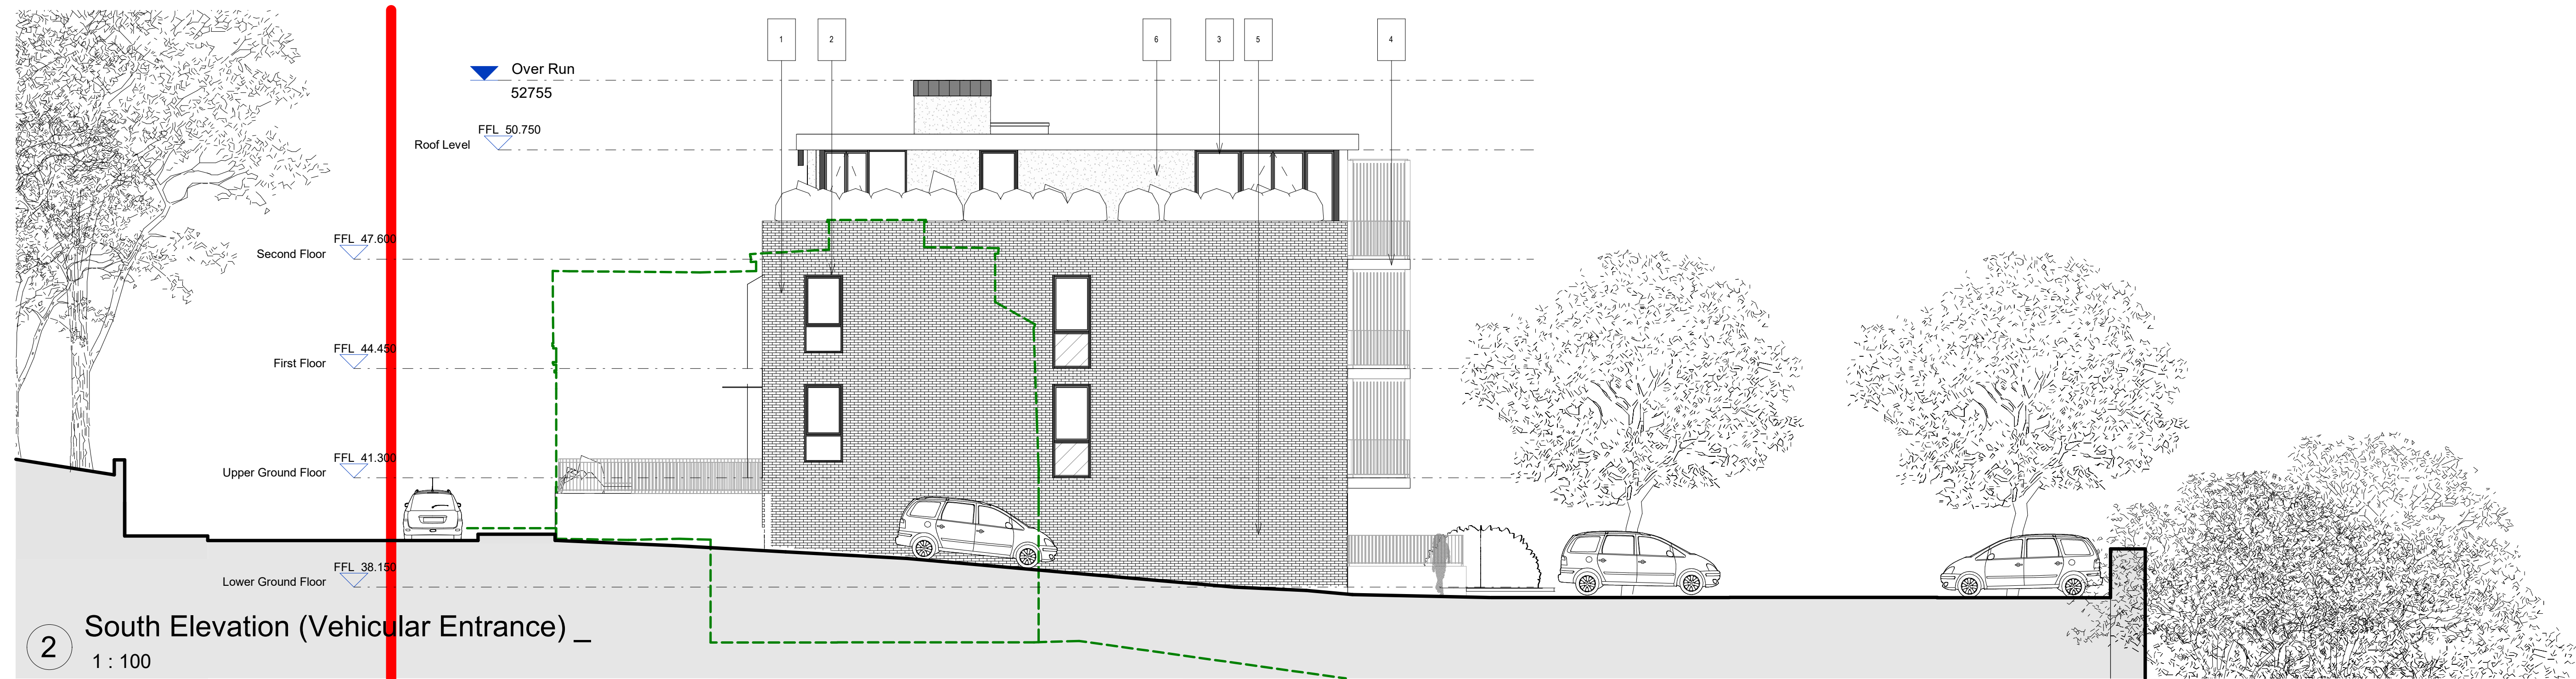 1
2
6
3
5
4
Over Run
52755
FFL 50.750
Roof Level
FFL 47.600
Second Floor
FFL 44.450
First Floor
FFL 41.300
Upper Ground Floor
FFL 38.150
Lower Ground Floor
2
South Elevation (Vehicular Entrance) _
1 : 100